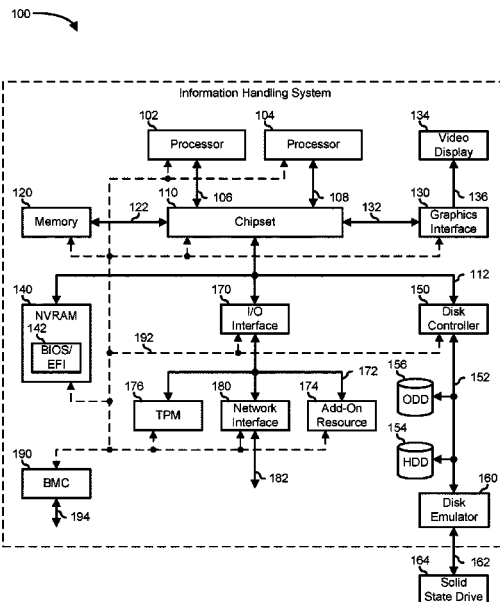 100
Information Handling System
102
Processor
104
Processor
134
Video
Display
106
108
136
120
Memory
122
110
Chipset
132
130
Graphics
Interface
112
140
NVRAM
142
BIOS/
EFI
170
I/O
Interface
150
Disk
Controller
192
172
152
176
TPM
180
Network
Interface
174
Add-On
Resource
156
ODD
154
HDD
190
BMC
194
182
160
Disk
Emulator
162
164
Solid
State Drive